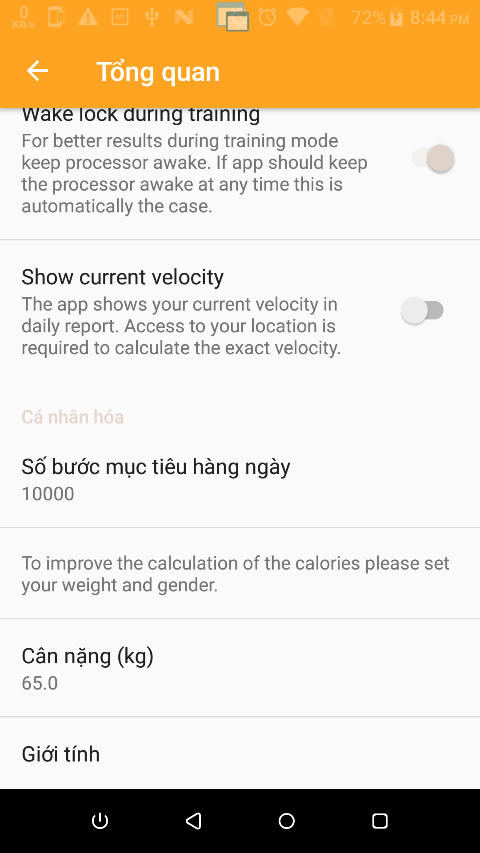 0
KB/s
72%
8:44 PM
Tổng quan
Wake lock during training
For better results during training mode
keep processor awake. If app should keep
the processor awake at any time this is
automatically the case.
Show current velocity
The app shows your current velocity in
daily report. Access to your location is
required to calculate the exact velocity.
Cá nhân hóa
Số bước mục tiêu hàng ngày
10000
To improve the calculation of the calories please set
your weight and gender.
Cân nặng (kg)
65.0
Giới tính